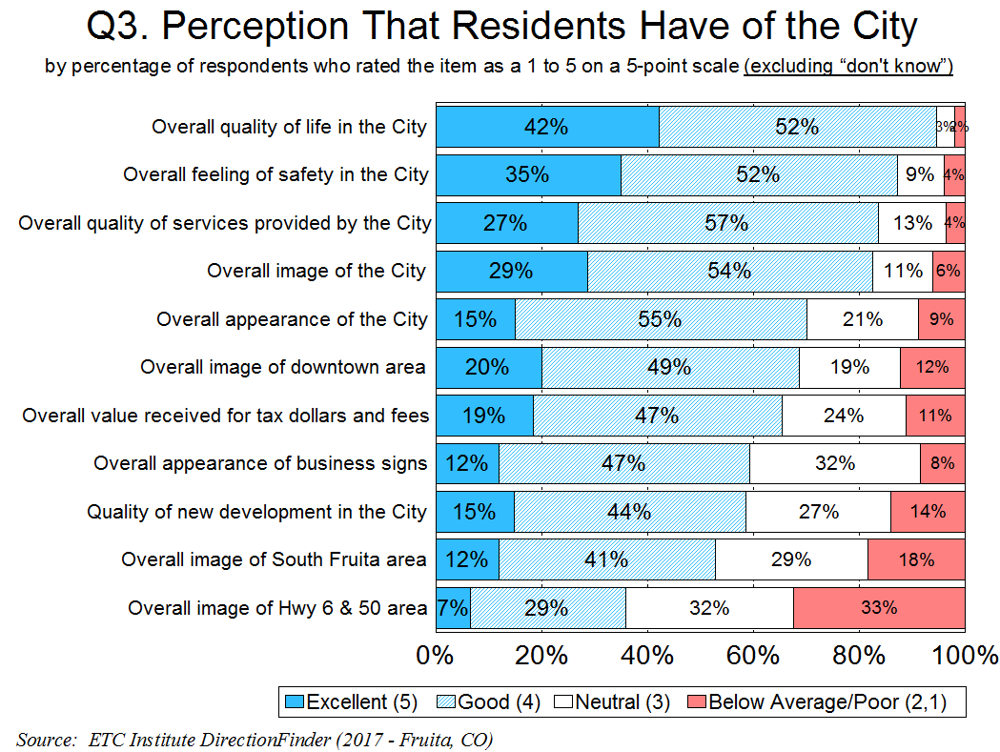 Q3. Perception That Residents Have of the City
by percentage of respondents who rated the item as a 1 to 5 on a 5-point scale (excluding “don't know”)
Overall quality of life in the City 42% 52% 3% 2%
Overall feeling of safety in the City 35% 52% 9% 4%
Overall quality of services provided by the City 27% 57% 13% 4%
Overall image of the City 29% 54% 11% 6%
Overall appearance of the City 15% 55% 21% 9%
Overall image of downtown area 20% 49% 19% 12%
Overall value received for tax dollars and fees 19% 47% 24% 11%
Overall appearance of business signs 12% 47% 32% 8%
Quality of new development in the City 15% 44% 27% 14%
Overall image of South Fruita area 12% 41% 29% 18%
Overall image of Hwy 6 & 50 area 7% 29% 32% 33%
0% 20% 40% 60% 80% 100%
Excellent (5) Good (4) Neutral (3) Below Average/Poor (2,1)
Source: ETC Institute DirectionFinder (2017 - Fruita, CO)